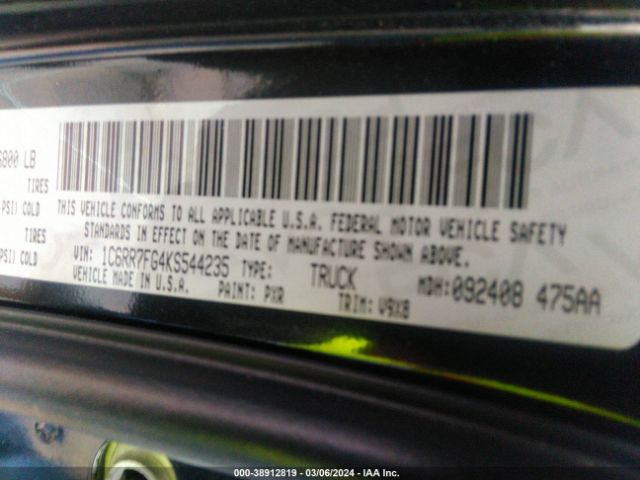 6800 LB
TIRES
PSI) COLD
TIRES
PSI) COLD
THIS VEHICLE CONFORMS TO ALL APPLICABLE U.S.A. FEDERAL MOTOR VEHICLE SAFETY
STANDARDS IN EFFECT ON THE DATE OF MANUFACTURE SHOWN ABOVE.
VIN: 1C6RR7FG4KS544235 TYPE: TRUCK MDH:092408 475AA
VEHICLE MADE IN U.S.A. PAINT: PXR TRIM: V9X8
000-38912819 - 03/06/2024 - IAA Inc.